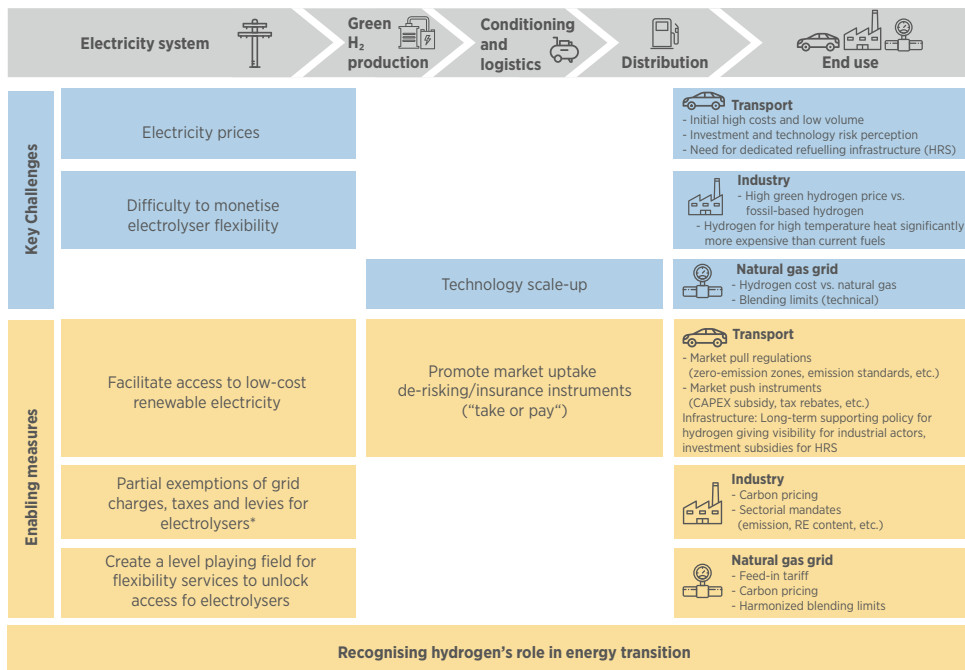 Electricity system
Green
H₂
production
Conditioning
and
logistics
Distribution
End use
Key Challenges
Electricity prices
Transport
- Initial high costs and low volume
- Investment and technology risk perception
- Need for dedicated refuelling infrastructure (HRS)
Difficulty to monetise
electrolyser flexibility
Industry
- High green hydrogen price vs.
fossil-based hydrogen
- Hydrogen for high temperature heat significantly
more expensive than current fuels
Technology scale-up
Natural gas grid
- Hydrogen cost vs. natural gas
- Blending limits (technical)
Enabling measures
Facilitate access to low-cost
renewable electricity
Promote market uptake
de-risking/insurance instruments
(“take or pay“)
Transport
- Market pull regulations
(zero-emission zones, emission standards, etc.)
- Market push instruments
(CAPEX subsidy, tax rebates, etc.)
Infrastructure: Long-term supporting policy for
hydrogen giving visibility for industrial actors,
investment subsidies for HRS
Partial exemptions of grid
charges, taxes and levies for
electrolysers*
Industry
- Carbon pricing
- Sectorial mandates
(emission, RE content, etc.)
Create a level playing field for
flexibility services to unlock
access fo electrolysers
Natural gas grid
- Feed-in tariff
- Carbon pricing
- Harmonized blending limits
Recognising hydrogen’s role in energy transition